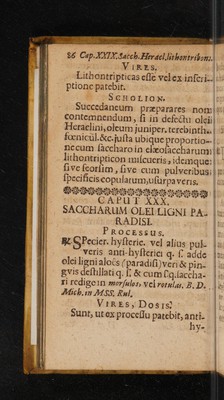 86 Cap. XXIX. Sacch. Heracl. lithontribon.
VIRES.
Lithontripticas esse vel ex inscri-
ptione patebit.
SCHOLION.
Succedaneum præparares non
contemnendum, si in defectu olei
Heraclini, oleum juniper. terebinth.
fœnicul. &c. justa ubique proportio-
ne cum saccharo in elæosaccharum
lithontripticon miscueris, idemque
sive seorsim, sive cum pulveribus
specificis copularum, usurpaveris.
CAPUT XXX.
SACCHARUM OLEI LIGNI PA-
RADISI.
PROCESSUS.
℞ Specier. hysteric. vel alius pul-
veris anti-hysterici q. s. adde
olei ligni aloës (paradisi) veri & pin-
gvis destillati q. s. & cum s.q. saccha-
ri redige in morsulos, vel rotulas. B. D.
Mich. in MSS. Rul.
VIRES, DOSIS.
Sunt, ut ex processu patebit, anti-
hy-